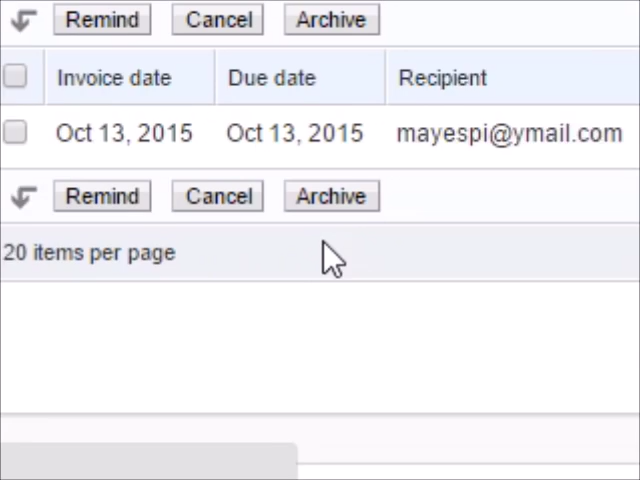 Remind Cancel Archive
Invoice date Due date Recipient
Oct 13, 2015 Oct 13, 2015 mayespi@ymail.com
Remind Cancel Archive
20 items per page